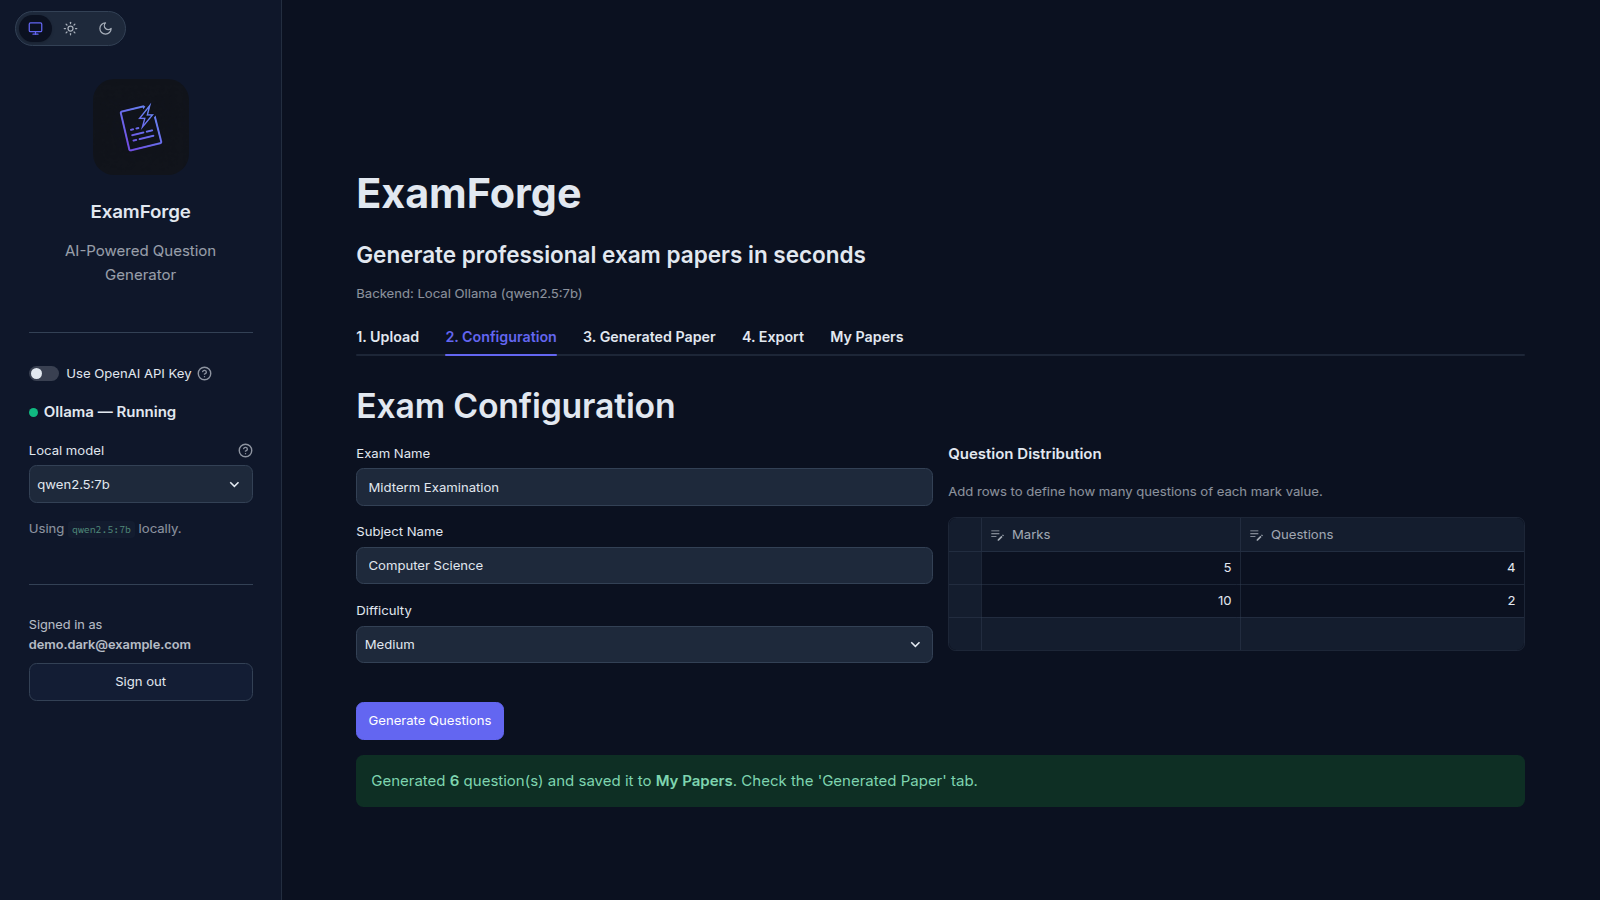 ExamForge
AI-Powered Question
Generator
Use OpenAI API Key
Ollama — Running
Local model
qwen2.5:7b
Using qwen2.5:7b locally.
Signed in as
demo.dark@example.com
Sign out
ExamForge
Generate professional exam papers in seconds
Backend: Local Ollama (qwen2.5:7b)
1. Upload 2. Configuration 3. Generated Paper 4. Export My Papers
Exam Configuration
Exam Name
Midterm Examination
Subject Name
Computer Science
Difficulty
Medium
Question Distribution
Add rows to define how many questions of each mark value.
Marks Questions
5 4
10 2
Generate Questions
Generated 6 question(s) and saved it to My Papers. Check the 'Generated Paper' tab.